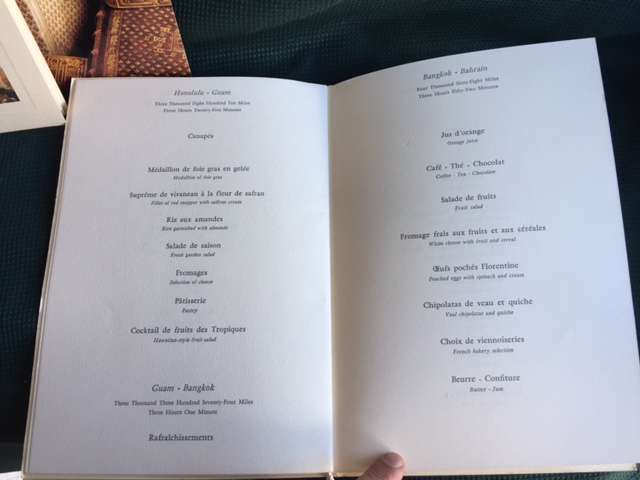 Honolulu - Guam
Three Thousand Eight Hundred Ten Miles
Three Hours Twenty-Five Minutes
Canapés
Médaillon de foie gras en gelée
Medallion of foie gras
Suprême de vivaneau à la fleur de safran
Fillet of red snapper with saffron cream
Riz aux amandes
Rice garnished with almonds
Salade de saison
Fresh garden salad
Fromages
Selection of cheese
Pâtisserie
Pastry
Cocktail de fruits des Tropiques
Hawaiian-style fruit salad
Guam - Bangkok
Three Thousand Three Hundred Seventy-Four Miles
Three Hours One Minute
Rafraîchissements
Bangkok - Bahrain
Four Thousand Sixty-Eight Miles
Three Hours Fifty-Two Minutes
Jus d'orange
Orange juice
Café - Thé - Chocolat
Coffee - Tea - Chocolate
Salade de fruits
Fruit salad
Fromage frais aux fruits et aux céréales
White cheese with fruit and cereal
Œufs pochés Florentine
Poached eggs with spinach and cream
Chipolatas de veau et quiche
Veal chipolatas and quiche
Choix de viennoiseries
French bakery selection
Beurre - Confiture
Butter - Jam